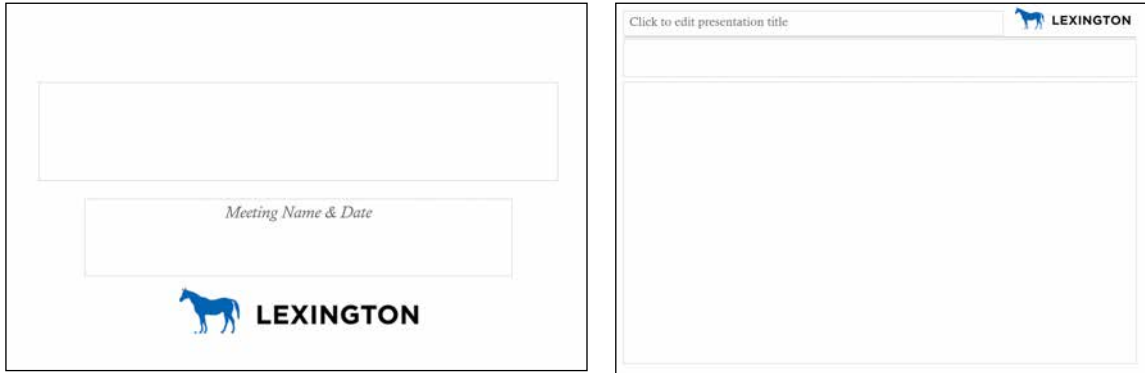 Meeting Name & Date
LEXINGTON
Click to edit presentation title
LEXINGTON